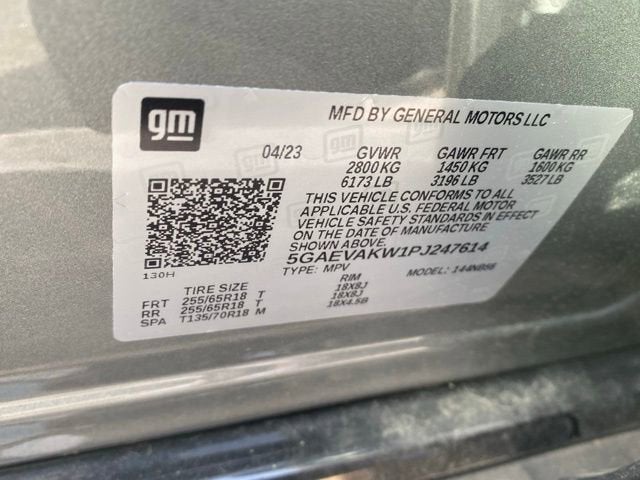 gm
MFD BY GENERAL MOTORS LLC
04/23 GVWR GAWR FRT GAWR RR
2800 KG 1450 KG 1600 KG
6173 LB 3196 LB 3527 LB
THIS VEHICLE CONFORMS TO ALL
APPLICABLE U.S. FEDERAL MOTOR
VEHICLE SAFETY STANDARDS IN EFFECT
ON THE DATE OF MANUFACTURE
SHOWN ABOVE.
5GAEVAKW1PJ247614
130H
TYPE: MPV MODEL: 144NB56
TIRE SIZE RIM
FRT 255/65R18 T 18X8J
RR 255/65R18 T 18X8J
SPA T135/70R18 M 18X4.5B